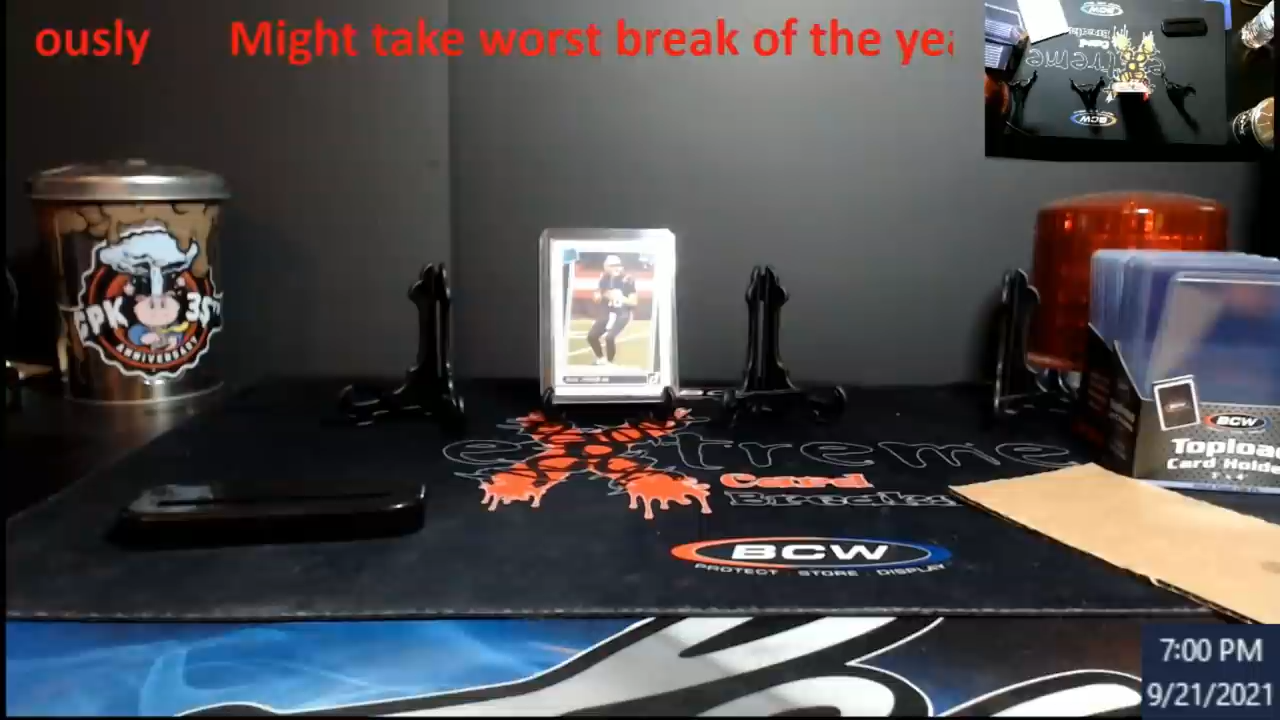 ously Might take worst break of the yea
GPK 35TH
ANNIVERSARY
extreme
Card
Breaks
BCW
PROTECT STORE DISPLAY
BCW
Topload
Card Holde
BCW
7:00 PM
9/21/2021